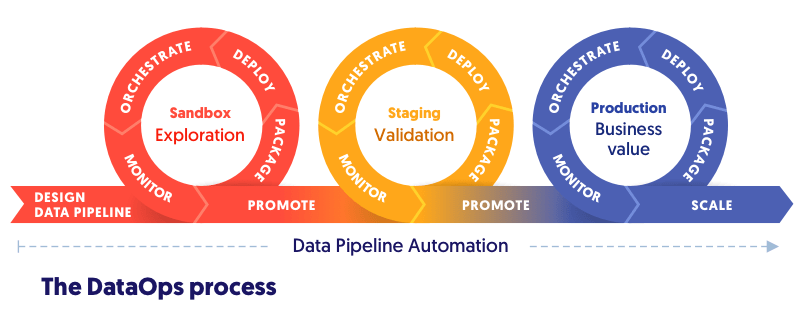 ORCHESTRATE
DEPLOY
PACKAGE
MONITOR
Sandbox
Exploration
ORCHESTRATE
DEPLOY
PACKAGE
MONITOR
Staging
Validation
ORCHESTRATE
DEPLOY
PACKAGE
MONITOR
Production
Business
value
DESIGN
DATA PIPELINE
PROMOTE
PROMOTE
SCALE
Data Pipeline Automation
The DataOps process